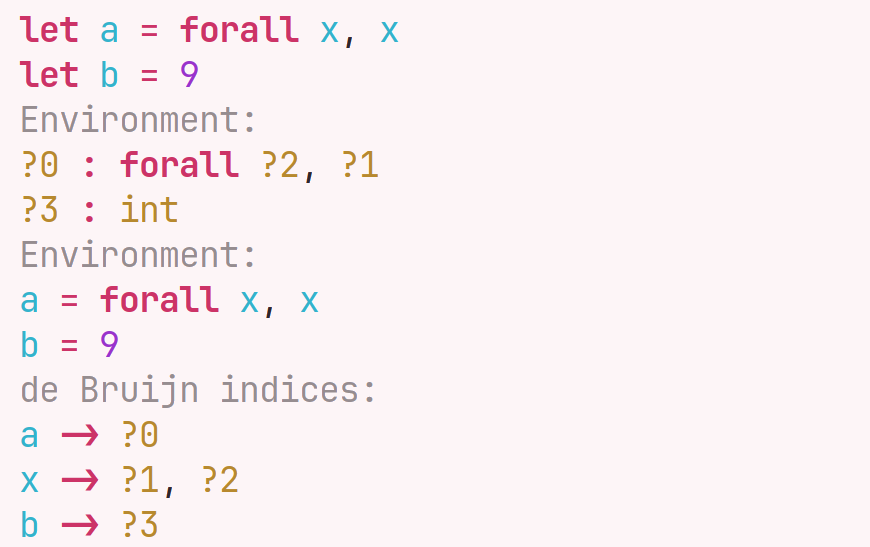 let a = forall x, x
let b = 9
Environment:
?0 : forall ?2, ?1
?3 : int
Environment:
a = forall x, x
b = 9
de Bruijn indices:
a → ?0
x → ?1, ?2
b → ?3